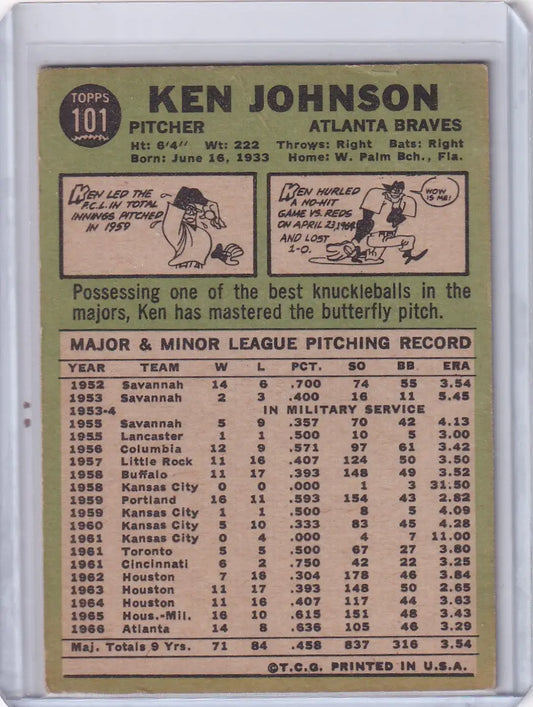 TOPPS
101
KEN JOHNSON
PITCHER ATLANTA BRAVES
Ht: 6'4" Wt: 222 Throws: Right Bats: Right
Born: June 16, 1933 Home: W. Palm Bch., Fla.
KEN LED THE
P.C.L. IN TOTAL
INNINGS PITCHED
IN 1959
KEN HURLED
A NO-HIT
GAME VS. REDS
ON APRIL 23, 1964
AND LOST
1-0.
WOW
IS ME!
Possessing one of the best knuckleballs in the
majors, Ken has mastered the butterfly pitch.
MAJOR & MINOR LEAGUE PITCHING RECORD
YEAR TEAM W L PCT. SO BB ERA
1952 Savannah 14 6 .700 74 55 3.54
1953 Savannah 2 3 .400 16 11 5.45
1953-4 IN MILITARY SERVICE
1955 Savannah 5 9 .357 70 42 4.13
1955 Lancaster 1 1 .500 10 5 3.00
1956 Columbia 12 9 .571 97 61 3.42
1957 Little Rock 11 16 .407 124 50 3.50
1958 Buffalo 11 17 .393 148 49 3.52
1958 Kansas City 0 0 .000 1 3 31.50
1959 Portland 16 11 .593 154 43 2.82
1959 Kansas City 1 1 .500 8 5 4.09
1960 Kansas City 5 10 .333 83 45 4.28
1961 Kansas City 0 4 .000 4 7 11.00
1961 Toronto 5 5 .500 67 27 3.80
1961 Cincinnati 6 2 .750 42 22 3.25
1962 Houston 7 16 .304 178 46 3.84
1963 Houston 11 17 .393 148 50 2.65
1964 Houston 11 16 .407 117 44 3.63
1965 Hous.-Mil. 16 10 .615 151 48 3.43
1966 Atlanta 14 8 .636 105 46 3.29
Maj. Totals 9 Yrs. 71 84 .458 837 316 3.54
©T.C.G. PRINTED IN U.S.A.